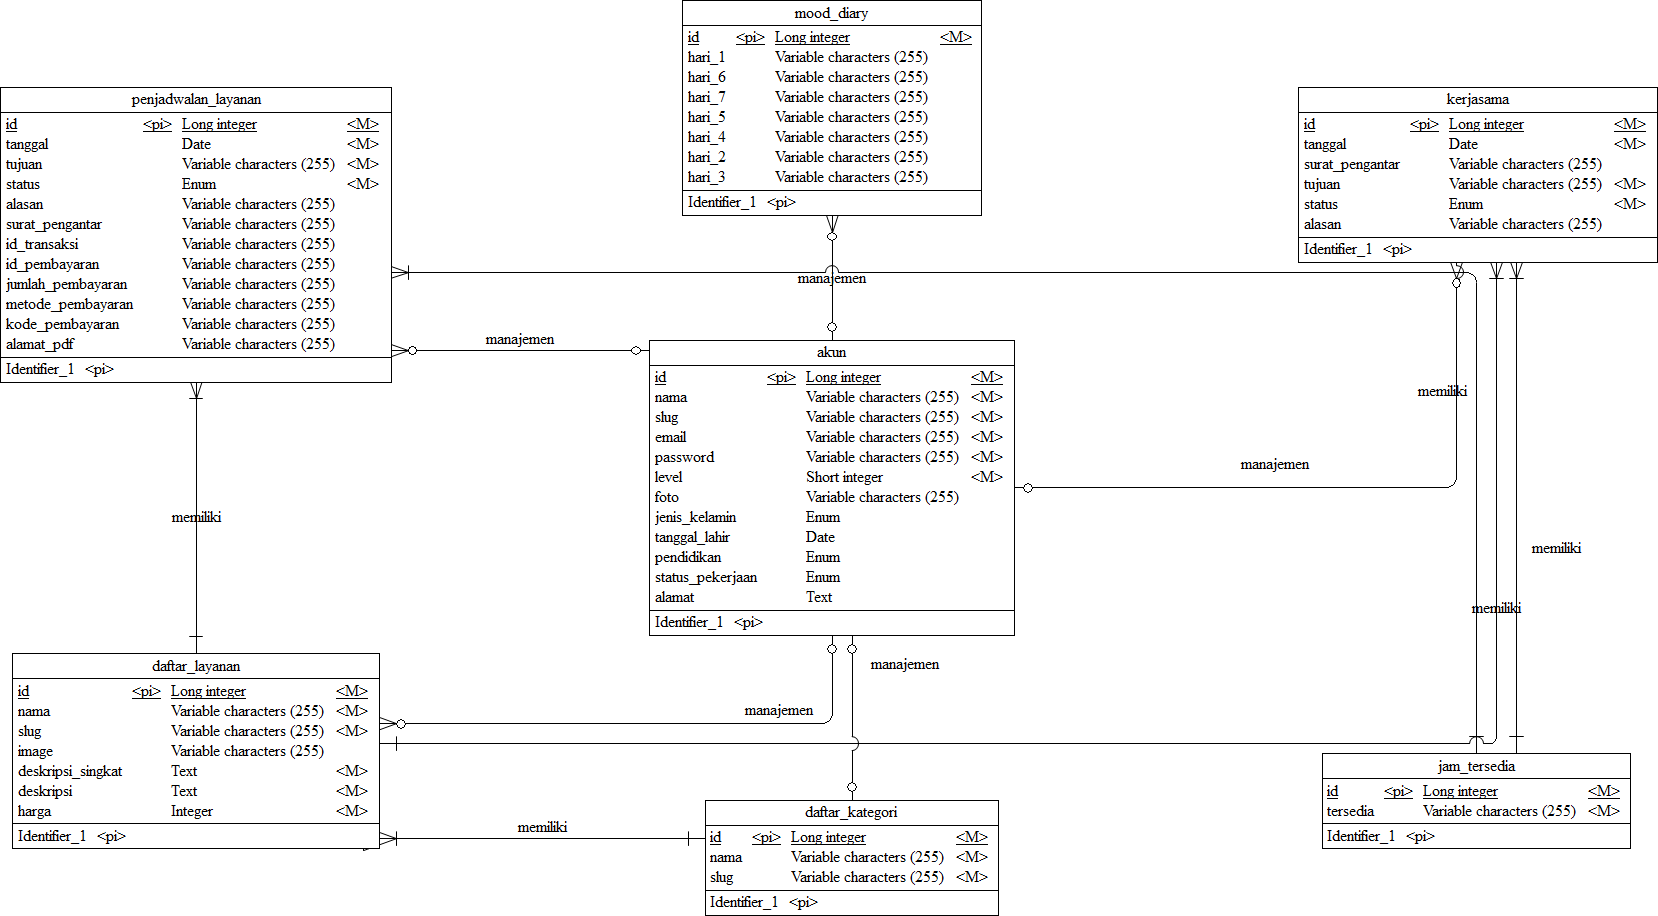 mood_diary
id <pi> Long integer <M>
hari_1 Variable characters (255)
hari_6 Variable characters (255)
hari_7 Variable characters (255)
hari_5 Variable characters (255)
hari_4 Variable characters (255)
hari_2 Variable characters (255)
hari_3 Variable characters (255)
Identifier_1 <pi>
penjadwalan_layanan
id <pi> Long integer <M>
tanggal Date <M>
tujuan Variable characters (255) <M>
status Enum <M>
alasan Variable characters (255)
surat_pengantar Variable characters (255)
id_transaksi Variable characters (255)
id_pembayaran Variable characters (255)
jumlah_pembayaran Variable characters (255)
metode_pembayaran Variable characters (255)
kode_pembayaran Variable characters (255)
alamat_pdf Variable characters (255)
Identifier_1 <pi>
kerjasama
id <pi> Long integer <M>
tanggal Date <M>
surat_pengantar Variable characters (255)
tujuan Variable characters (255) <M>
status Enum <M>
alasan Variable characters (255)
Identifier_1 <pi>
manajemen
manajemen
akun
id <pi> Long integer <M>
nama Variable characters (255) <M>
slug Variable characters (255) <M>
email Variable characters (255) <M>
password Variable characters (255) <M>
level Short integer <M>
foto Variable characters (255)
jenis_kelamin Enum
tanggal_lahir Date
pendidikan Enum
status_pekerjaan Enum
alamat Text
Identifier_1 <pi>
memiliki
manajemen
memiliki
memiliki
memiliki
manajemen
manajemen
daftar_layanan
id <pi> Long integer <M>
nama Variable characters (255) <M>
slug Variable characters (255) <M>
image Variable characters (255)
deskripsi_singkat Text <M>
deskripsi Text <M>
harga Integer <M>
Identifier_1 <pi>
memiliki
daftar_kategori
id <pi> Long integer <M>
nama Variable characters (255) <M>
slug Variable characters (255) <M>
Identifier_1 <pi>
jam_tersedia
id <pi> Long integer <M>
tersedia Variable characters (255) <M>
Identifier_1 <pi>